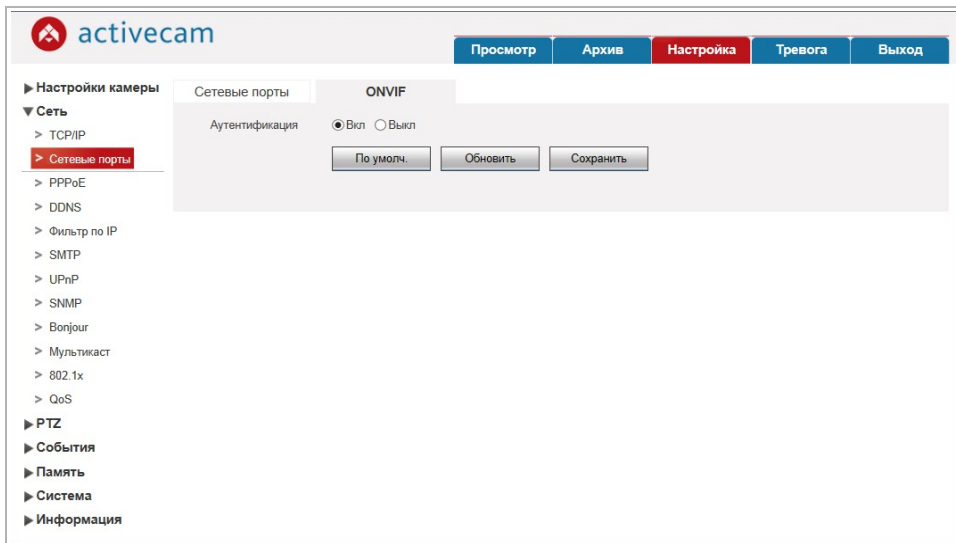 activecam
Просмотр Архив Настройка Тревога Выход
Настройки камеры
Сеть
> TCP/IP
> Сетевые порты
> PPPoE
> DDNS
> Фильтр по IP
> SMTP
> UPnP
> SNMP
> Bonjour
> Мультикаст
> 802.1x
> QoS
PTZ
События
Память
Система
Информация
Сетевые порты ONVIF
Аутентификация Вкл Выкл
По умолч. Обновить Сохранить